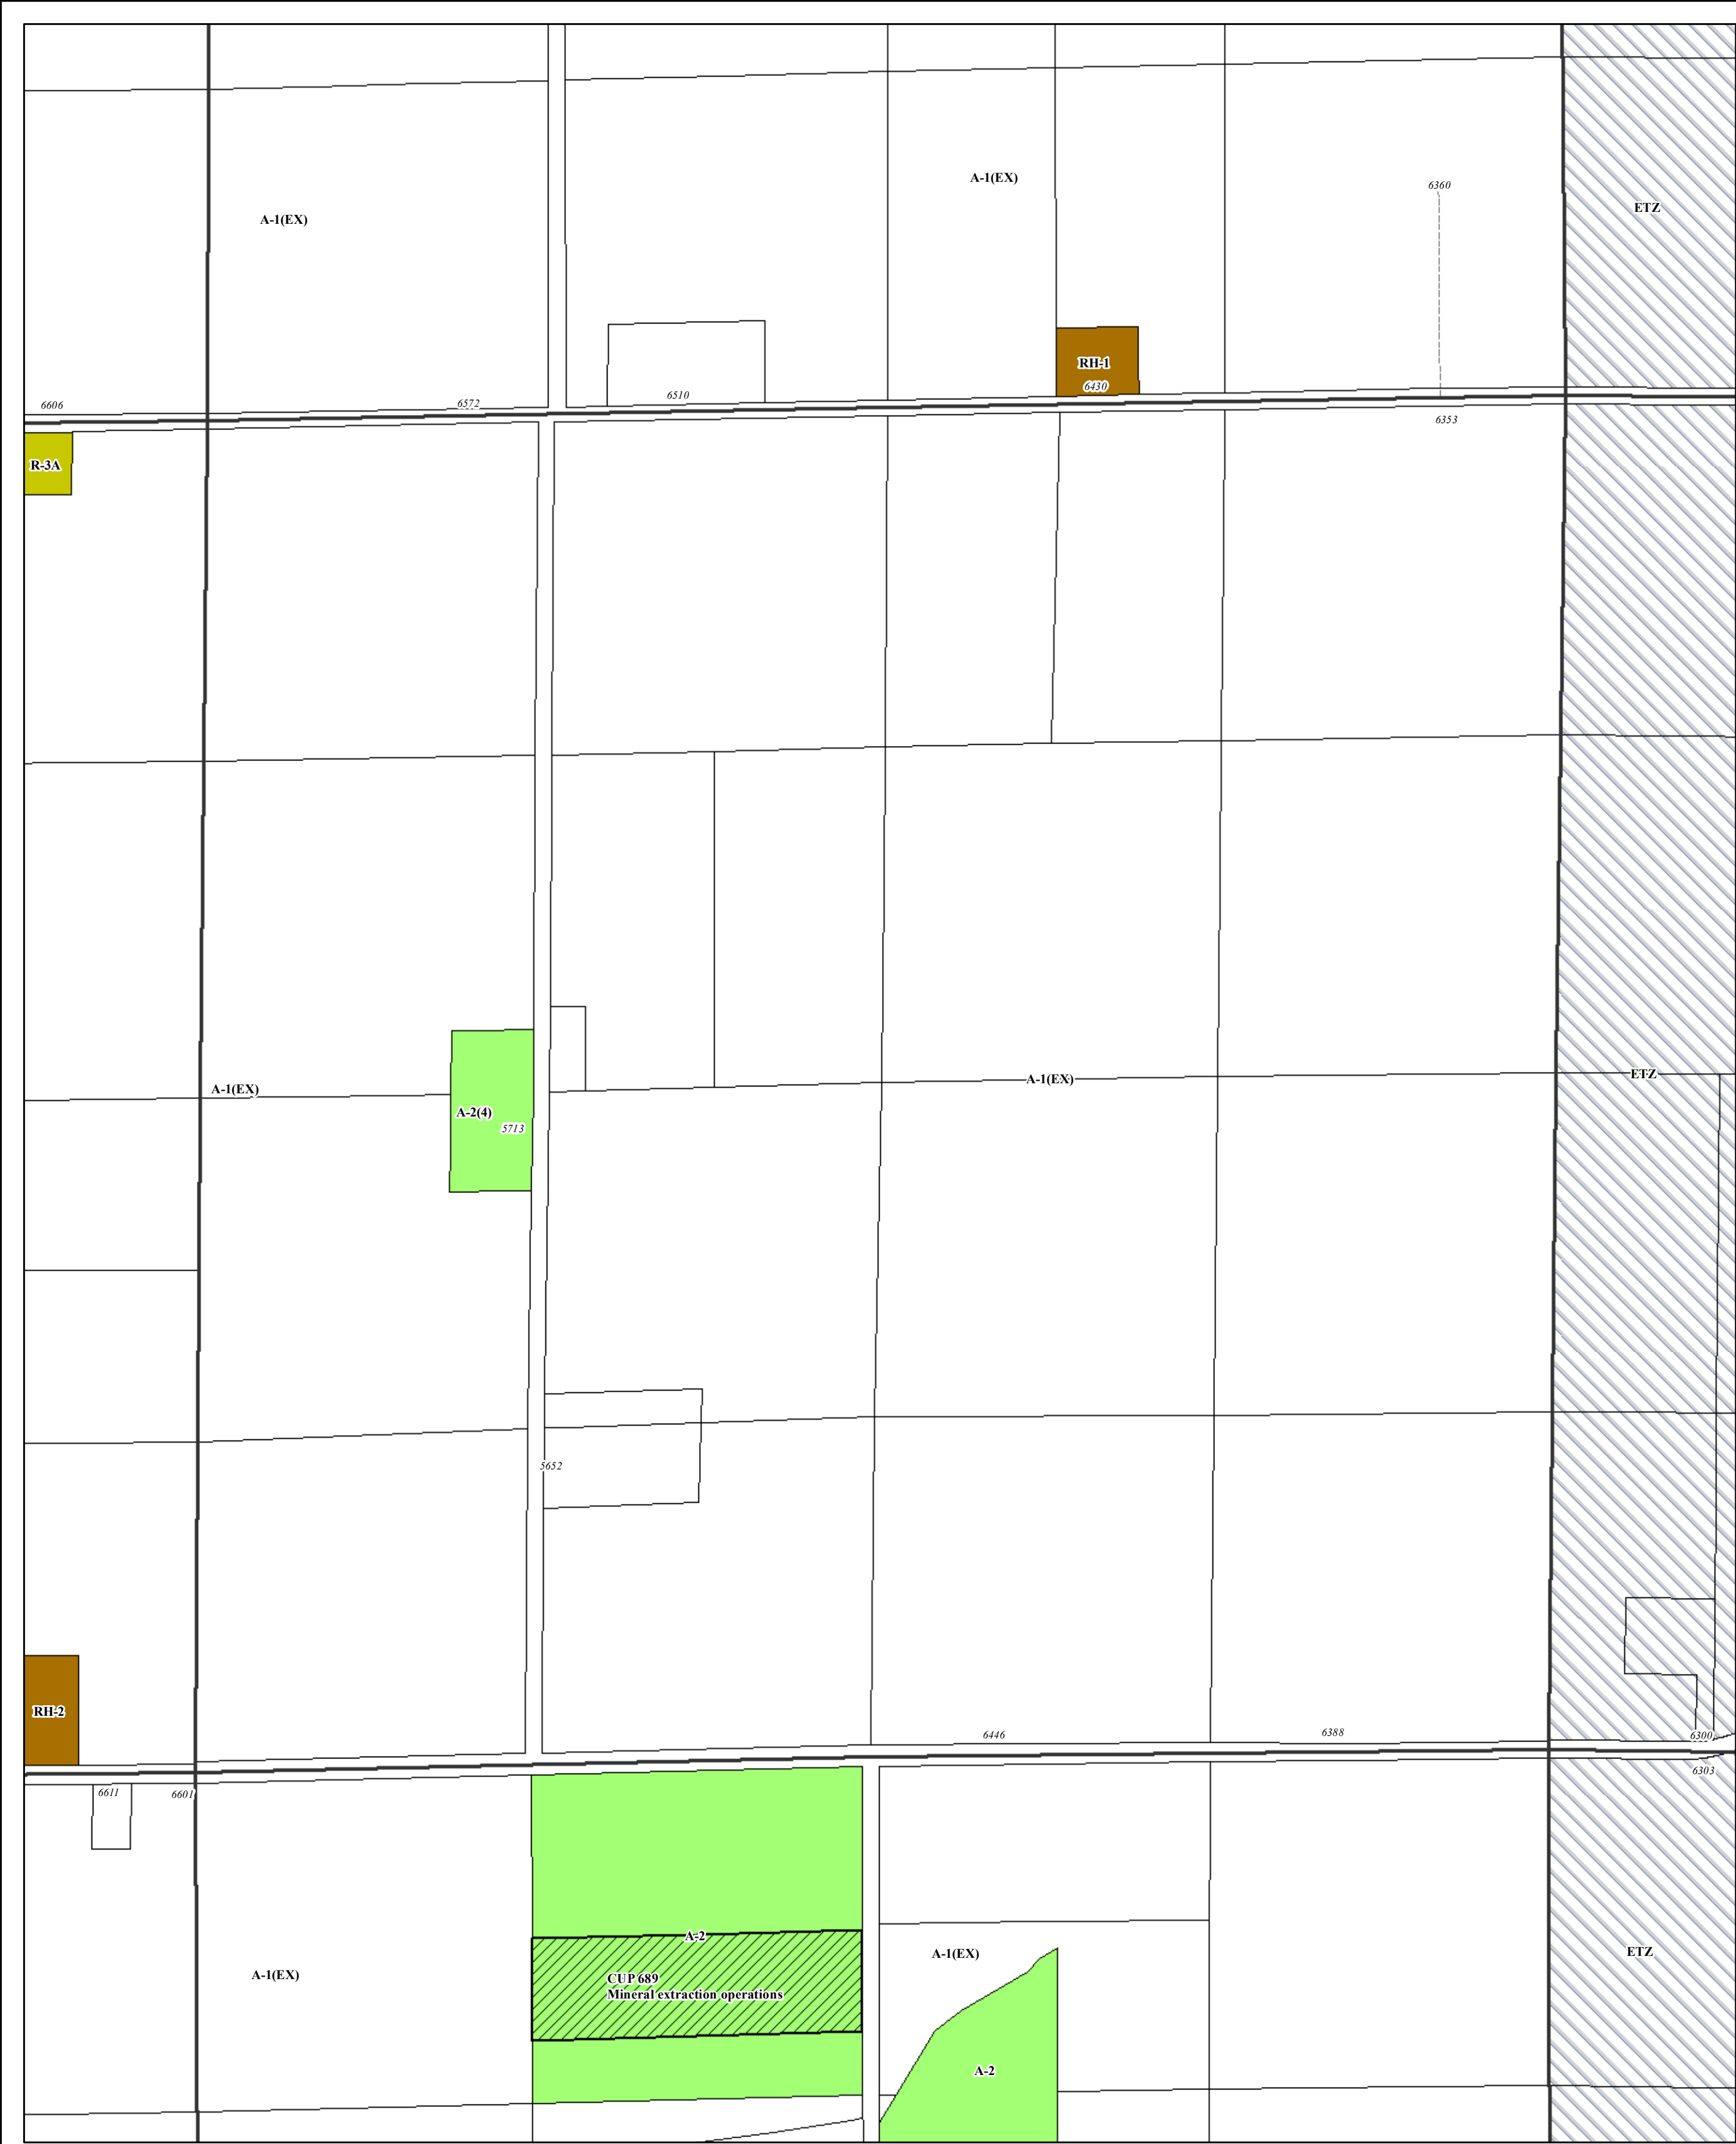 A-1(EX)
6360
ETZ
A-1(EX)
RH-1
6430
6510
6572
6606
6353
R-3A
ETZ
A-1(EX)
A-1(EX)
A-2(4)
5713
5652
RH-2
6446
6388
6300
6303
6611
6601
A-2
A-1(EX)
ETZ
A-1(EX)
CUP 689
Mineral extraction operations
A-2